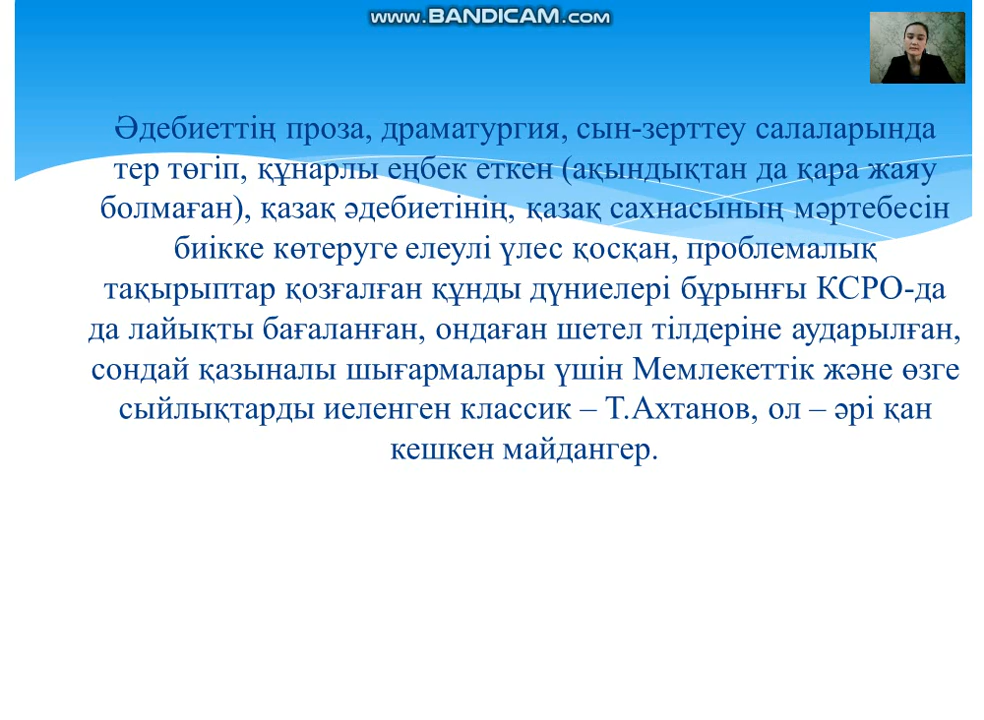 www.BANDICAM.com
Әдебиеттің проза, драматургия, сын-зерттеу салаларында
тер төгіп, құнарлы еңбек еткен (ақындықтан да қара жаяу
болмаған), қазақ әдебиетінің, қазақ сахнасының мәртебесін
биікке көтеруге елеулі үлес қосқан, проблемалық
тақырыптар қозғалған құнды дүниелері бұрынғы КСРО-да
да лайықты бағаланған, ондаған шетел тілдеріне аударылған,
сондай қазыналы шығармалары үшін Мемлекеттік және өзге
сыйлықтарды иеленген классик – Т.Ахтанов, ол – әрі қан
кешкен майдангер.